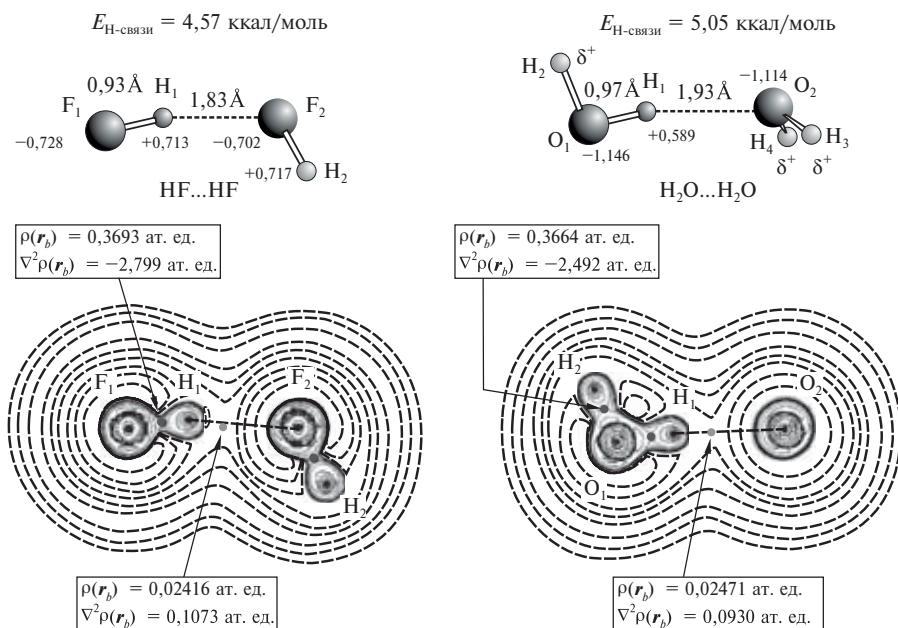 E_H-связи = 4,57 ккал/моль
0,93 Å
H₁
1,83 Å
F₁
F₂
−0,728
+0,713
−0,702
+0,717
H₂
HF...HF
E_H-связи = 5,05 ккал/моль
H₂
δ⁺
0,97 Å
H₁
1,93 Å
−1,114
O₂
O₁
+0,589
−1,146
H₄
H₃
δ⁺
δ⁺
H₂O...H₂O
ρ(r_b) = 0,3693 ат. ед.
∇²ρ(r_b) = −2,799 ат. ед.
F₁
H₁
F₂
H₂
ρ(r_b) = 0,02416 ат. ед.
∇²ρ(r_b) = 0,1073 ат. ед.
ρ(r_b) = 0,3664 ат. ед.
∇²ρ(r_b) = −2,492 ат. ед.
H₂
H₁
O₂
O₁
ρ(r_b) = 0,02471 ат. ед.
∇²ρ(r_b) = 0,0930 ат. ед.